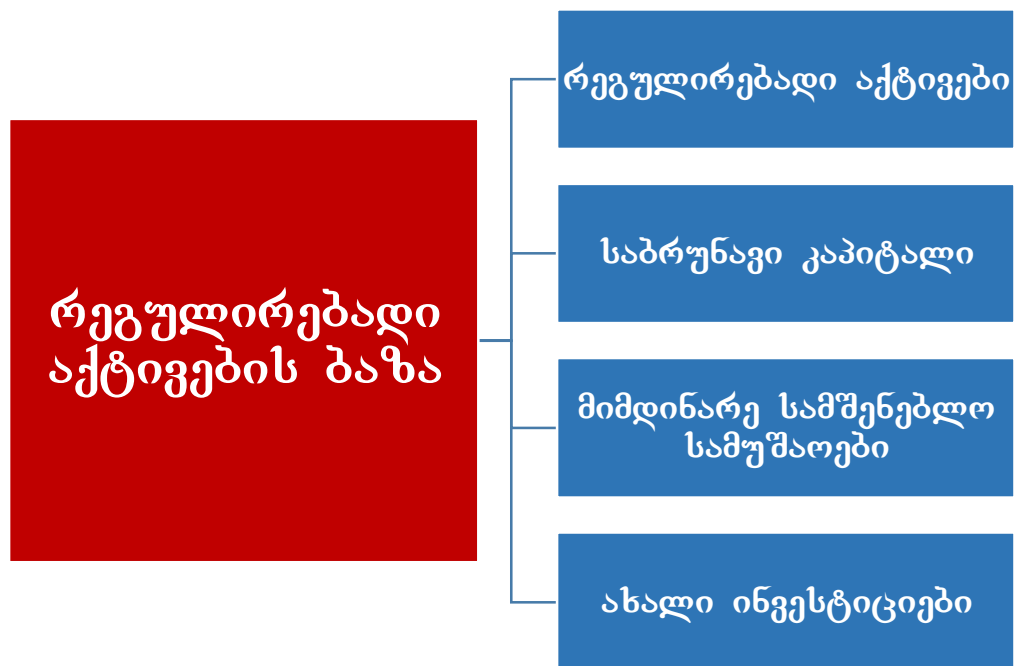 რეგულირებადი
აქტივების ბაზა
რეგულირებადი აქტივები
საბრუნავი კაპიტალი
მიმდინარე სამშენებლო
სამუშაოები
ახალი ინვესტიციები